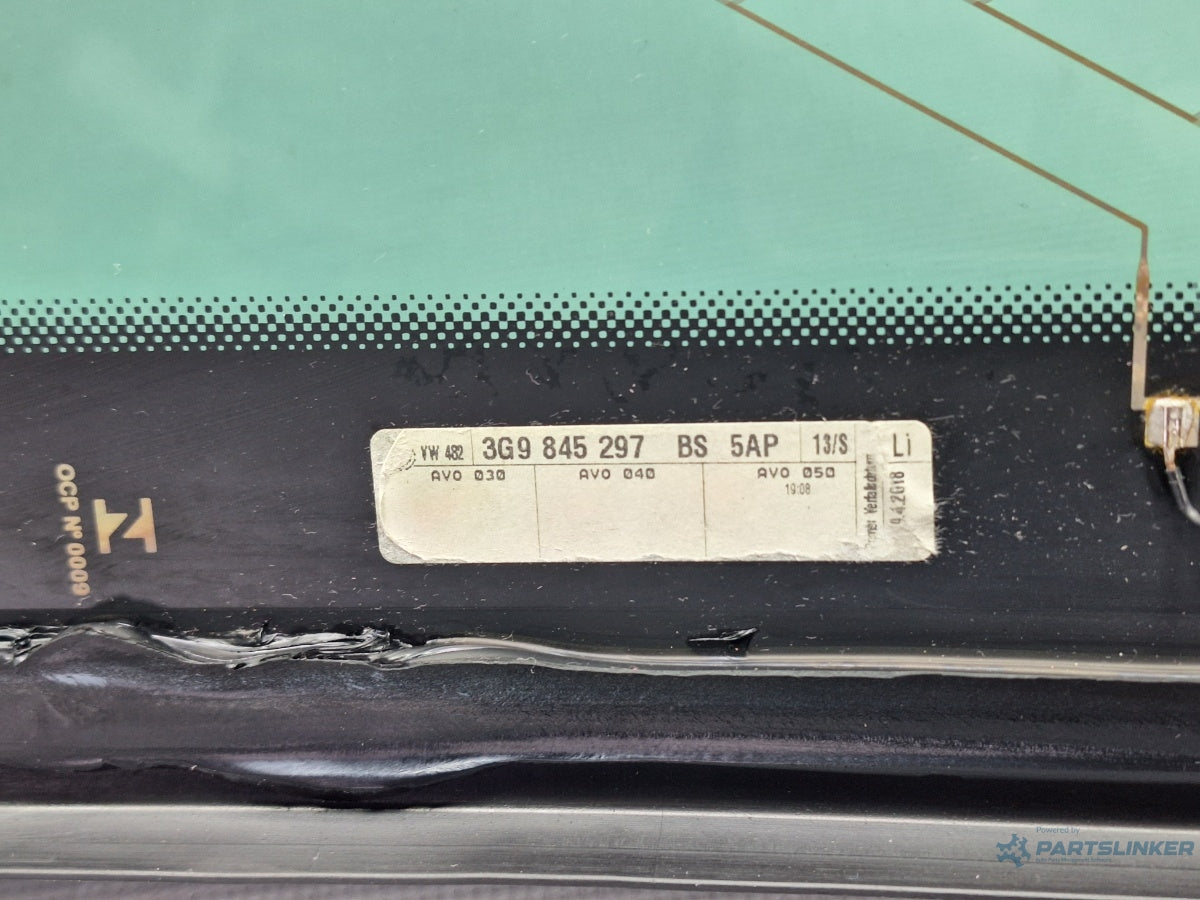 VW 482 3G9 845 297 BS 5AP 13/S Li
AVO 030 AVO 040 AVO 050
19:08
9.4.2018
OCP Nº 0009
Powered by
PARTSLINKER